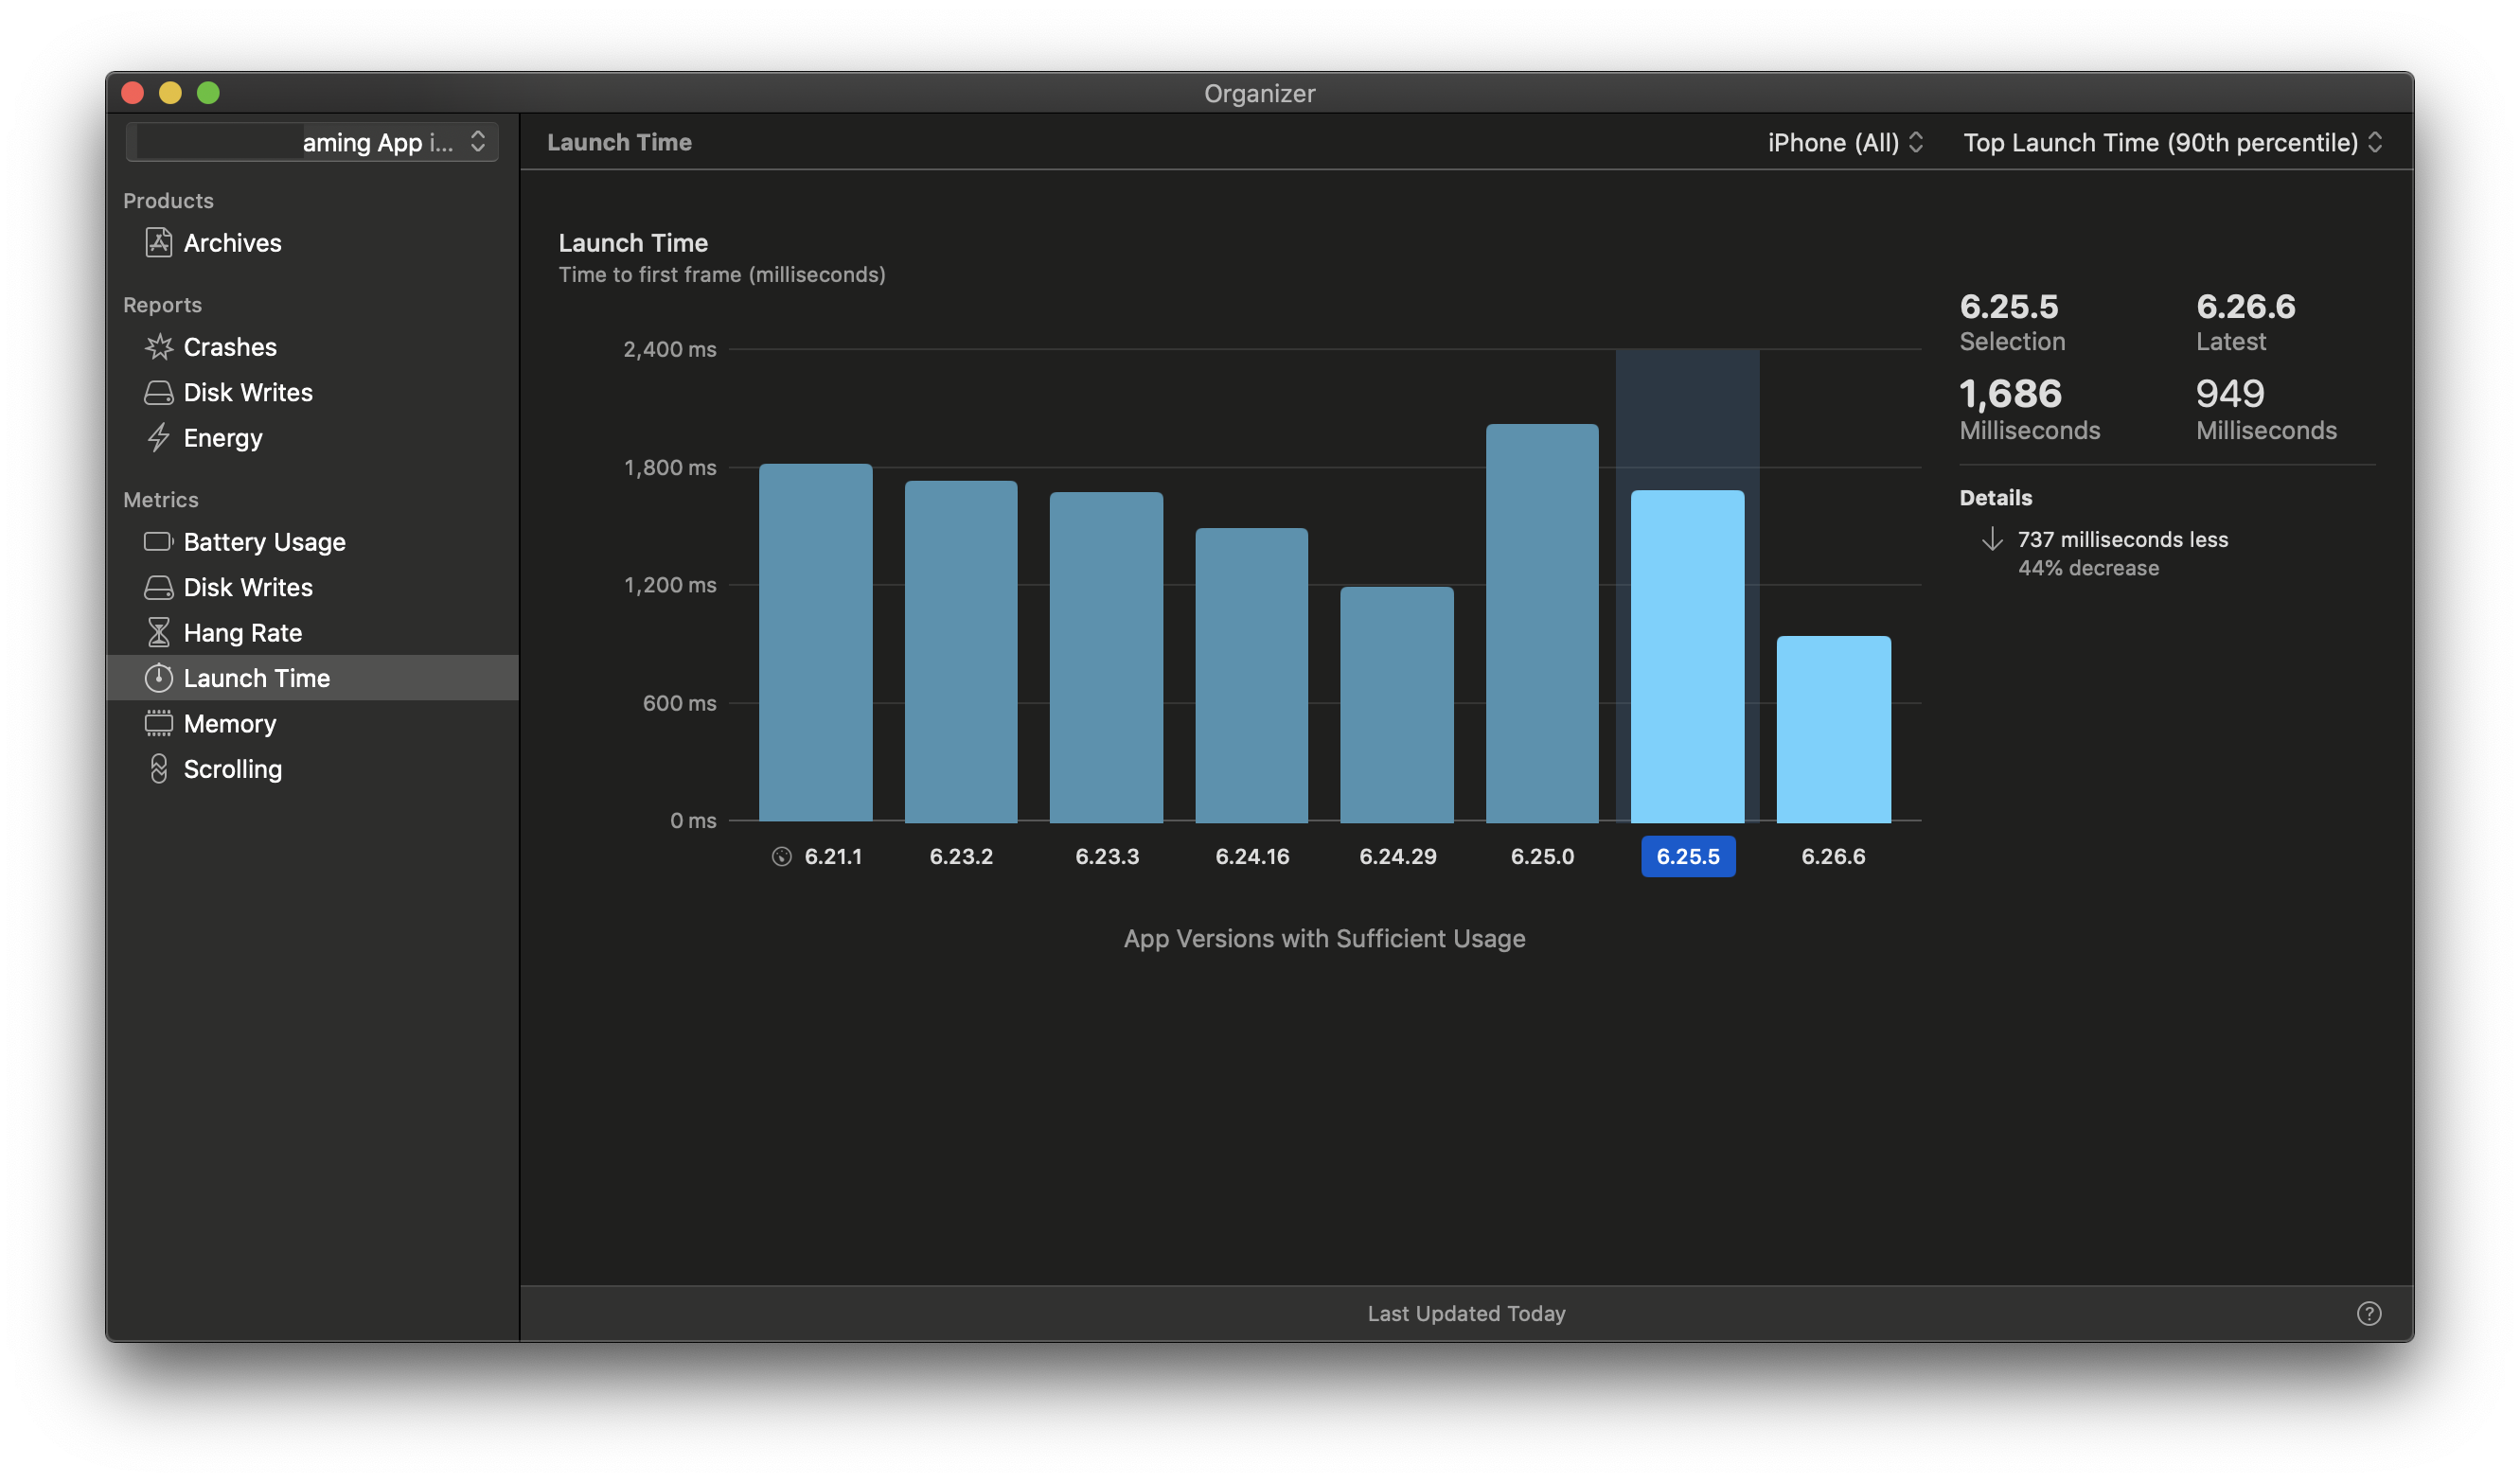 Organizer
aming App i...
Products
Archives
Reports
Crashes
Disk Writes
Energy
Metrics
Battery Usage
Disk Writes
Hang Rate
Launch Time
Memory
Scrolling
Launch Time
iPhone (All)
Top Launch Time (90th percentile)
Launch Time
Time to first frame (milliseconds)
2,400 ms
1,800 ms
1,200 ms
600 ms
0 ms
6.21.1 6.23.2 6.23.3 6.24.16 6.24.29 6.25.0 6.25.5 6.26.6
App Versions with Sufficient Usage
6.25.5
Selection
1,686
Milliseconds
6.26.6
Latest
949
Milliseconds
Details
737 milliseconds less
44% decrease
Last Updated Today
?